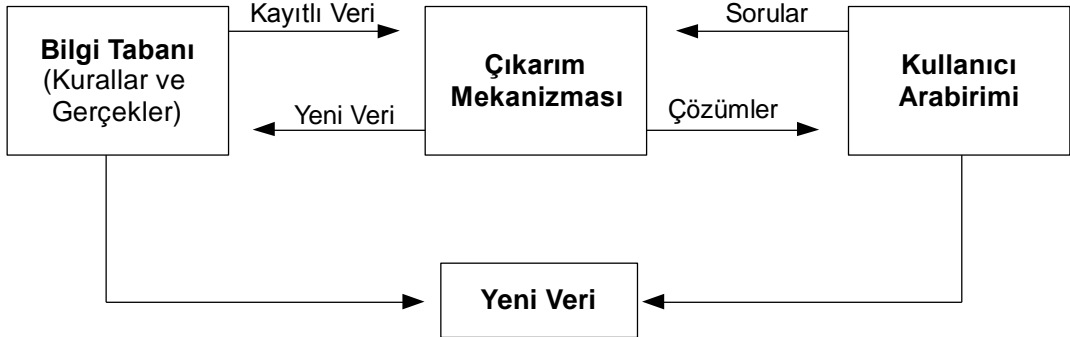 Kayıtlı Veri
Sorular
Bilgi Tabanı
(Kurallar ve
Gerçekler)
Çıkarım
Mekanizması
Kullanıcı
Arabirimi
Yeni Veri
Çözümler
Yeni Veri